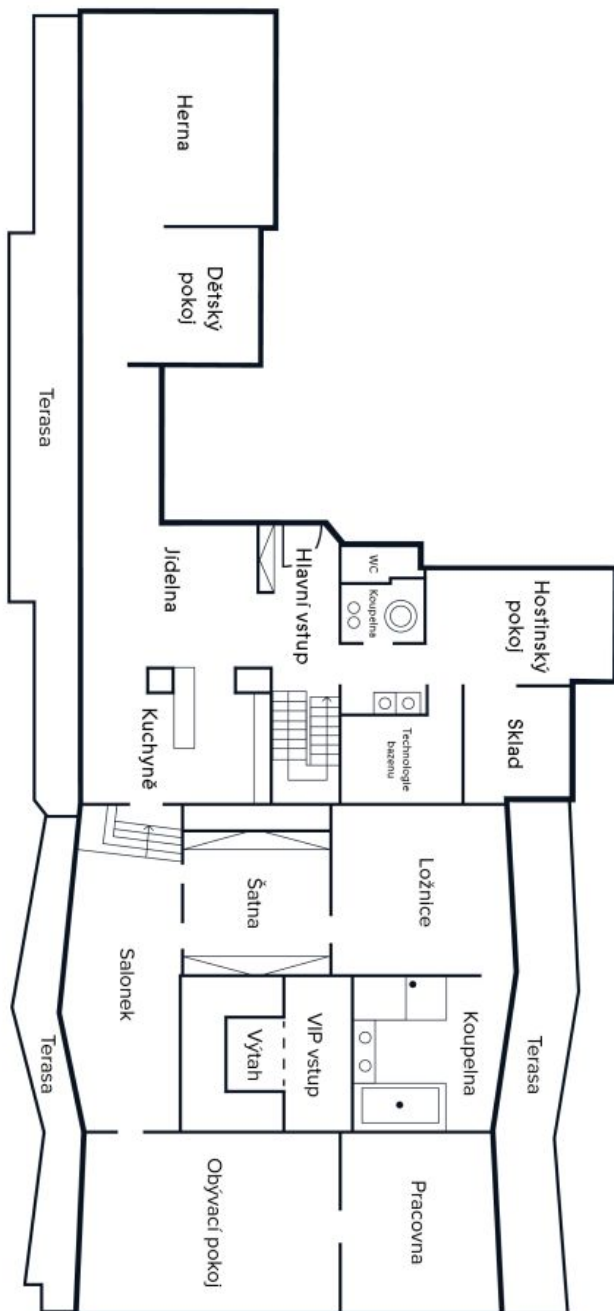 Herna
Dětský
pokoj
Terasa
Jídelna
Hlavní vstup
WC
Koupelna
Hostinský
pokoj
Kuchyně
Technologie
bazenu
Sklad
Šatna
Ložnice
Salonek
Terasa
Výtah
VIP vstup
Koupelna
Terasa
Obývací pokoj
Pracovna